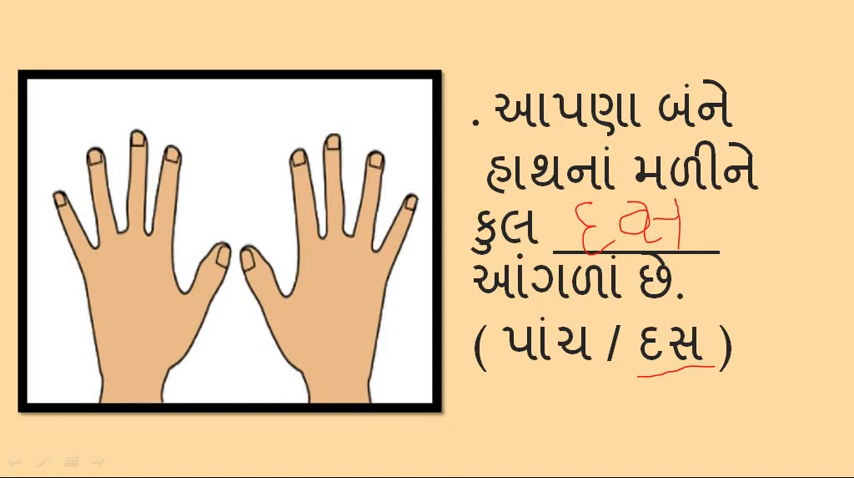 . આપણા બંને
હાથનાં મળીને
કુલ દસ
આંગળાં છે.
( પાંચ / દસ )